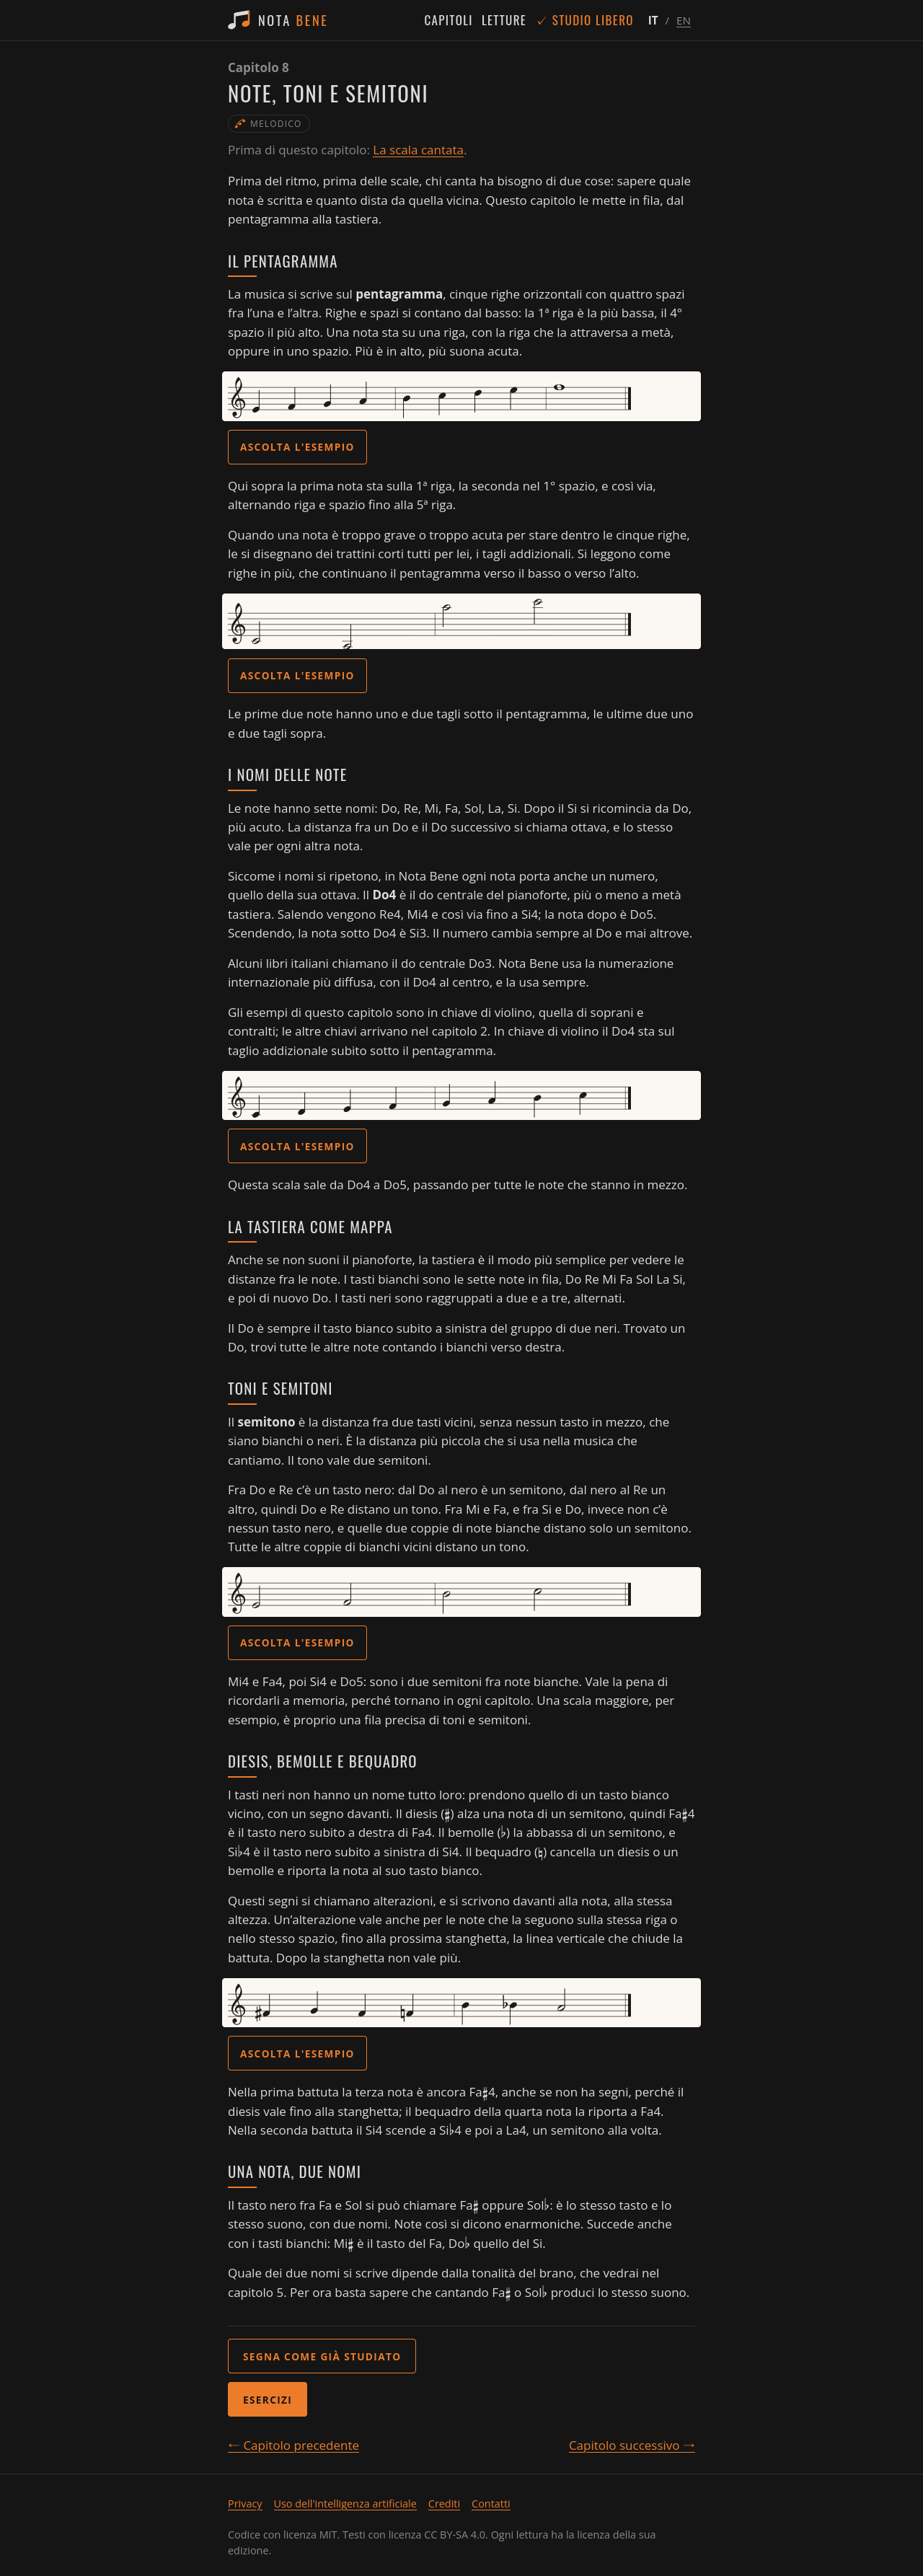 NOTA BENE
CAPITOLI LETTURE ✓ STUDIO LIBERO IT / EN
Capitolo 8
NOTE, TONI E SEMITONI
MELODICO
Prima di questo capitolo: La scala cantata.
Prima del ritmo, prima delle scale, chi canta ha bisogno di due cose: sapere quale
nota è scritta e quanto dista da quella vicina. Questo capitolo le mette in fila, dal
pentagramma alla tastiera.
IL PENTAGRAMMA
La musica si scrive sul pentagramma, cinque righe orizzontali con quattro spazi
fra l’una e l’altra. Righe e spazi si contano dal basso: la 1ª riga è la più bassa, il 4°
spazio il più alto. Una nota sta su una riga, con la riga che la attraversa a metà,
oppure in uno spazio. Più è in alto, più suona acuta.
ASCOLTA L'ESEMPIO
Qui sopra la prima nota sta sulla 1ª riga, la seconda nel 1° spazio, e così via,
alternando riga e spazio fino alla 5ª riga.
Quando una nota è troppo grave o troppo acuta per stare dentro le cinque righe,
le si disegnano dei trattini corti tutti per lei, i tagli addizionali. Si leggono come
righe in più, che continuano il pentagramma verso il basso o verso l’alto.
ASCOLTA L'ESEMPIO
Le prime due note hanno uno e due tagli sotto il pentagramma, le ultime due uno
e due tagli sopra.
I NOMI DELLE NOTE
Le note hanno sette nomi: Do, Re, Mi, Fa, Sol, La, Si. Dopo il Si si ricomincia da Do,
più acuto. La distanza fra un Do e il Do successivo si chiama ottava, e lo stesso
vale per ogni altra nota.
Siccome i nomi si ripetono, in Nota Bene ogni nota porta anche un numero,
quello della sua ottava. Il Do4 è il do centrale del pianoforte, più o meno a metà
tastiera. Salendo vengono Re4, Mi4 e così via fino a Si4; la nota dopo è Do5.
Scendendo, la nota sotto Do4 è Si3. Il numero cambia sempre al Do e mai altrove.
Alcuni libri italiani chiamano il do centrale Do3. Nota Bene usa la numerazione
internazionale più diffusa, con il Do4 al centro, e la usa sempre.
Gli esempi di questo capitolo sono in chiave di violino, quella di soprani e
contralti; le altre chiavi arrivano nel capitolo 2. In chiave di violino il Do4 sta sul
taglio addizionale subito sotto il pentagramma.
ASCOLTA L'ESEMPIO
Questa scala sale da Do4 a Do5, passando per tutte le note che stanno in mezzo.
LA TASTIERA COME MAPPA
Anche se non suoni il pianoforte, la tastiera è il modo più semplice per vedere le
distanze fra le note. I tasti bianchi sono le sette note in fila, Do Re Mi Fa Sol La Si,
e poi di nuovo Do. I tasti neri sono raggruppati a due e a tre, alternati.
Il Do è sempre il tasto bianco subito a sinistra del gruppo di due neri. Trovato un
Do, trovi tutte le altre note contando i bianchi verso destra.
TONI E SEMITONI
Il semitono è la distanza fra due tasti vicini, senza nessun tasto in mezzo, che
siano bianchi o neri. È la distanza più piccola che si usa nella musica che
cantiamo. Il tono vale due semitoni.
Fra Do e Re c’è un tasto nero: dal Do al nero è un semitono, dal nero al Re un
altro, quindi Do e Re distano un tono. Fra Mi e Fa, e fra Si e Do, invece non c’è
nessun tasto nero, e quelle due coppie di note bianche distano solo un semitono.
Tutte le altre coppie di bianchi vicini distano un tono.
ASCOLTA L'ESEMPIO
Mi4 e Fa4, poi Si4 e Do5: sono i due semitoni fra note bianche. Vale la pena di
ricordarli a memoria, perché tornano in ogni capitolo. Una scala maggiore, per
esempio, è proprio una fila precisa di toni e semitoni.
DIESIS, BEMOLLE E BEQUADRO
I tasti neri non hanno un nome tutto loro: prendono quello di un tasto bianco
vicino, con un segno davanti. Il diesis (♯) alza una nota di un semitono, quindi Fa♯4
è il tasto nero subito a destra di Fa4. Il bemolle (♭) la abbassa di un semitono, e
Si♭4 è il tasto nero subito a sinistra di Si4. Il bequadro (♮) cancella un diesis o un
bemolle e riporta la nota al suo tasto bianco.
Questi segni si chiamano alterazioni, e si scrivono davanti alla nota, alla stessa
altezza. Un’alterazione vale anche per le note che la seguono sulla stessa riga o
nello stesso spazio, fino alla prossima stanghetta, la linea verticale che chiude la
battuta. Dopo la stanghetta non vale più.
ASCOLTA L'ESEMPIO
Nella prima battuta la terza nota è ancora Fa♯4, anche se non ha segni, perché il
diesis vale fino alla stanghetta; il bequadro della quarta nota la riporta a Fa4.
Nella seconda battuta il Si4 scende a Si♭4 e poi a La4, un semitono alla volta.
UNA NOTA, DUE NOMI
Il tasto nero fra Fa e Sol si può chiamare Fa♯ oppure Sol♭: è lo stesso tasto e lo
stesso suono, con due nomi. Note così si dicono enarmoniche. Succede anche
con i tasti bianchi: Mi♯ è il tasto del Fa, Do♭ quello del Si.
Quale dei due nomi si scrive dipende dalla tonalità del brano, che vedrai nel
capitolo 5. Per ora basta sapere che cantando Fa♯ o Sol♭ produci lo stesso suono.
SEGNA COME GIÀ STUDIATO
ESERCIZI
← Capitolo precedente Capitolo successivo →
Privacy Uso dell'intelligenza artificiale Crediti Contatti
Codice con licenza MIT. Testi con licenza CC BY-SA 4.0. Ogni lettura ha la licenza della sua
edizione.